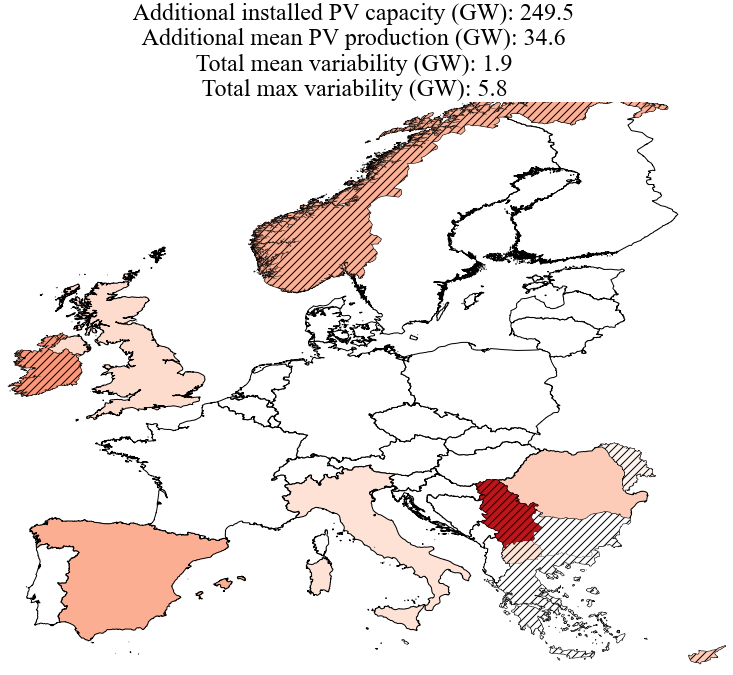 Additional installed PV capacity (GW): 249.5
Additional mean PV production (GW): 34.6
Total mean variability (GW): 1.9
Total max variability (GW): 5.8